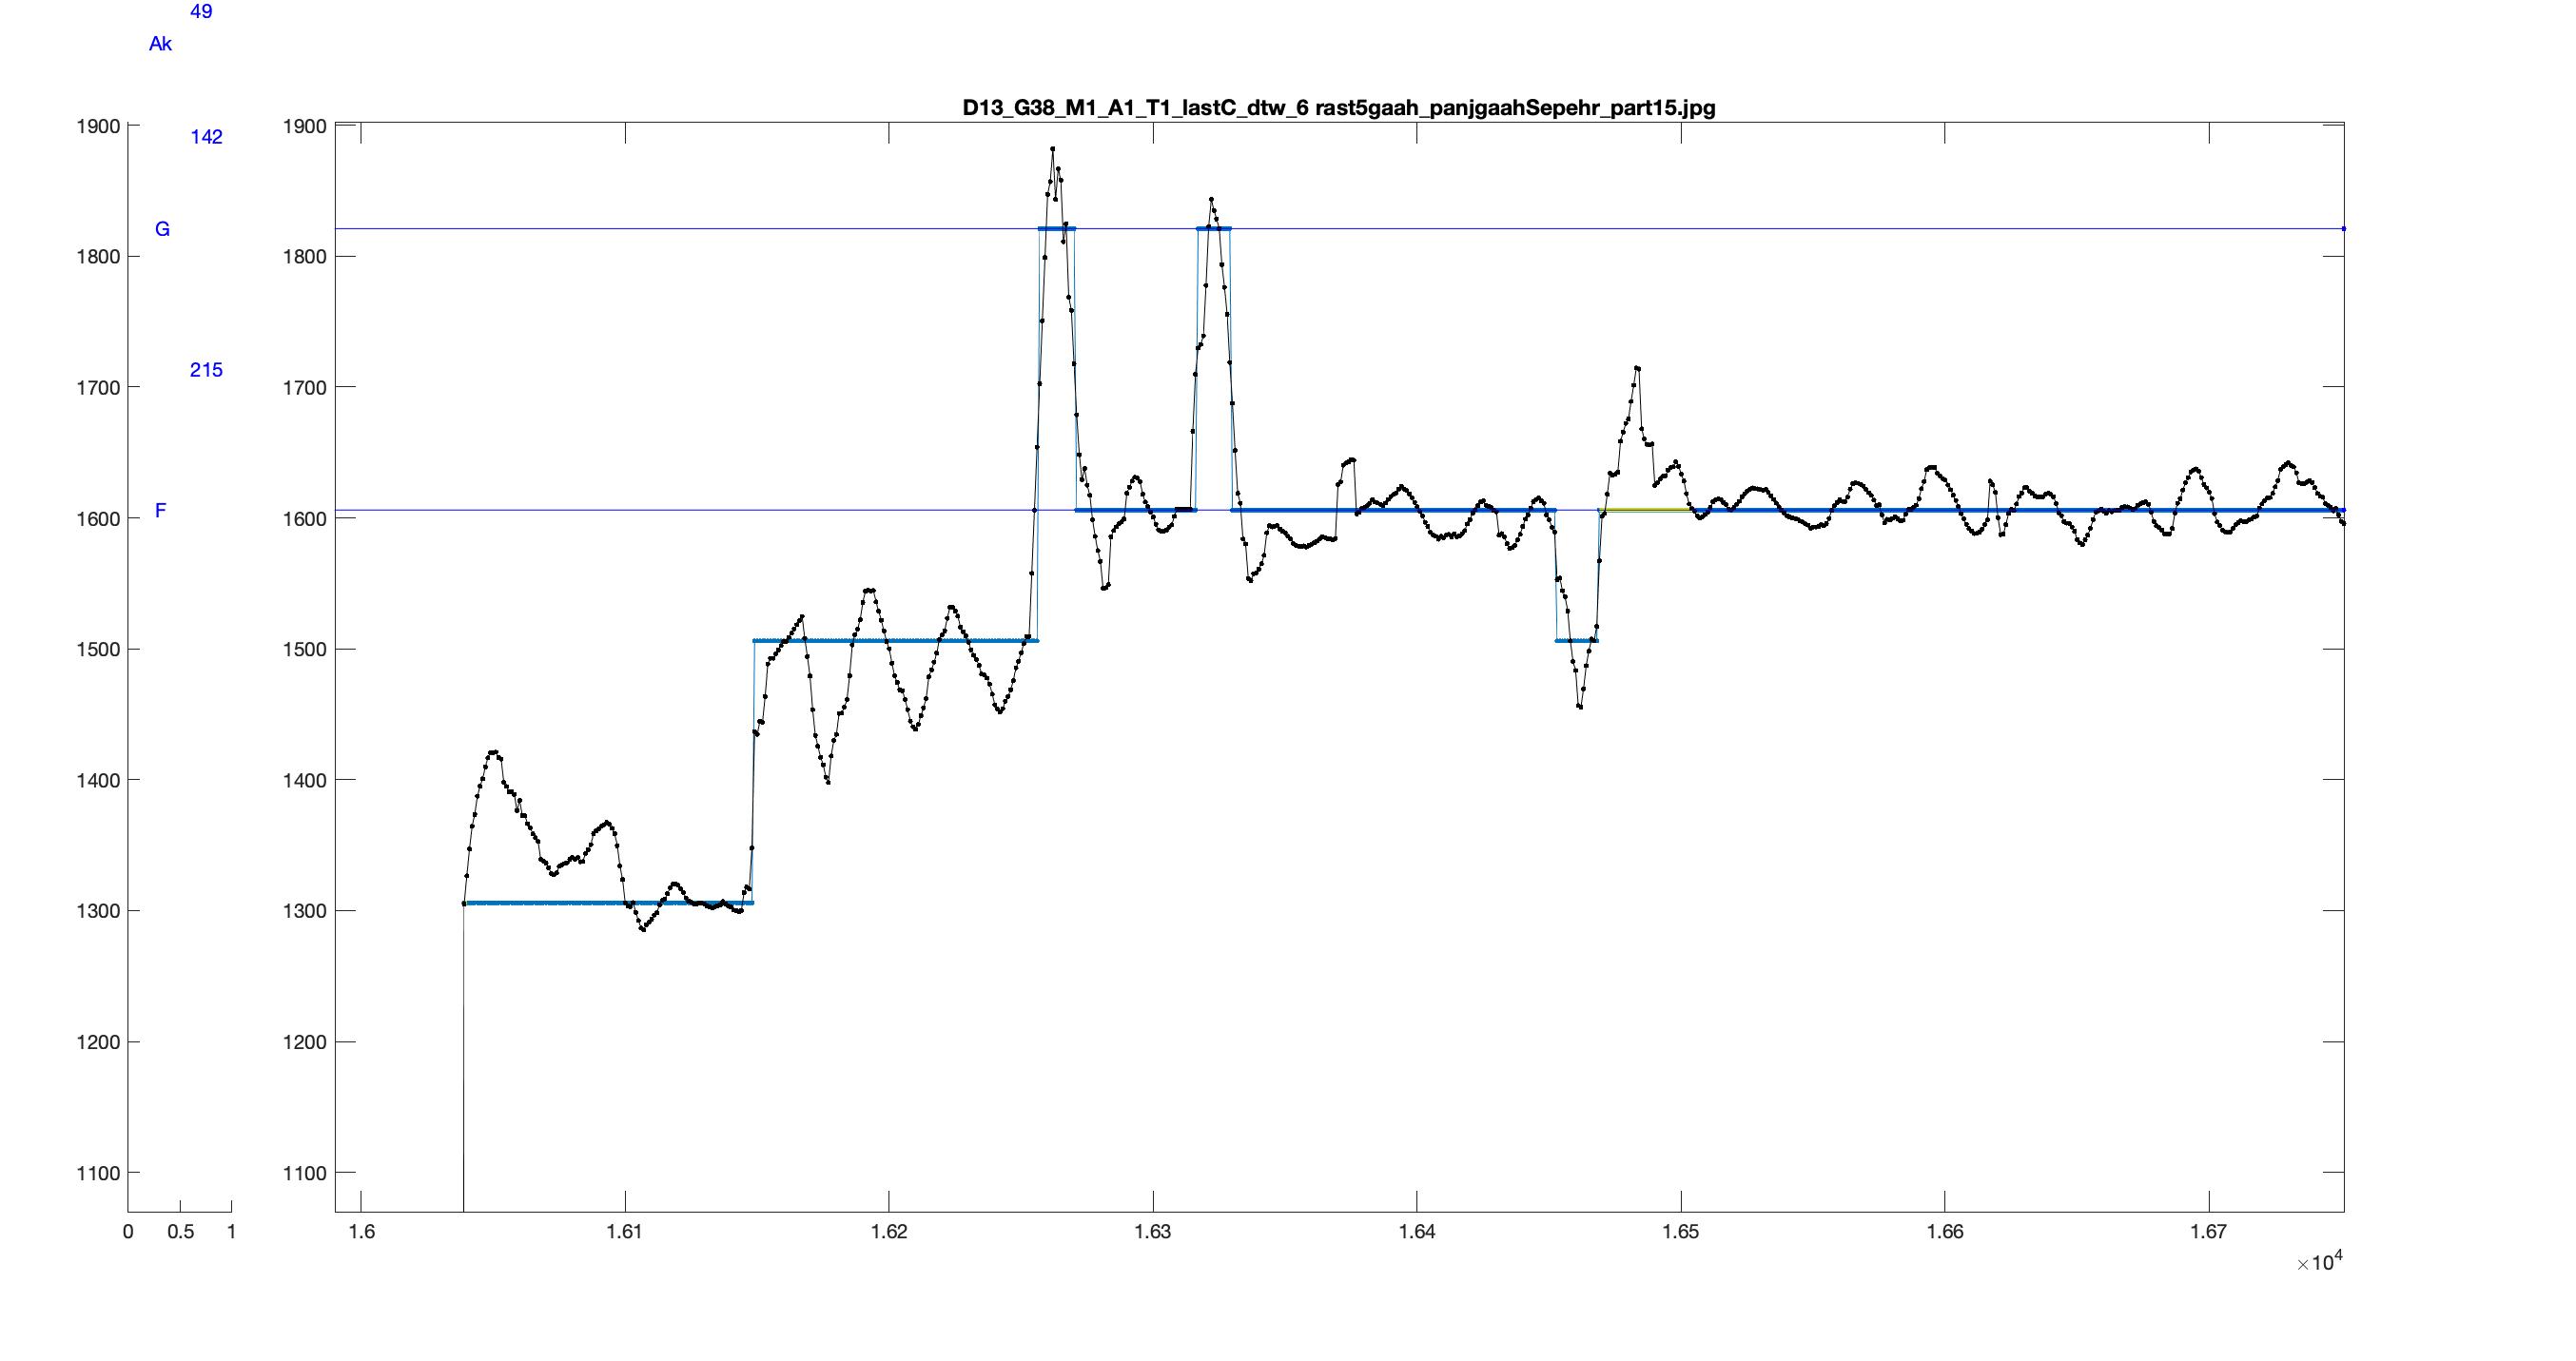 49
Ak
D13_G38_M1_A1_T1_lastC_dtw_6 rast5gaah_panjgaahSepehr_part15.jpg
1900 142 1900
G
1800 1800
215
1700 1700
F
1600 1600
1500 1500
1400 1400
1300 1300
1200 1200
1100 1100
0 0.5 1 1.6 1.61 1.62 1.63 1.64 1.65 1.66 1.67
×10⁴